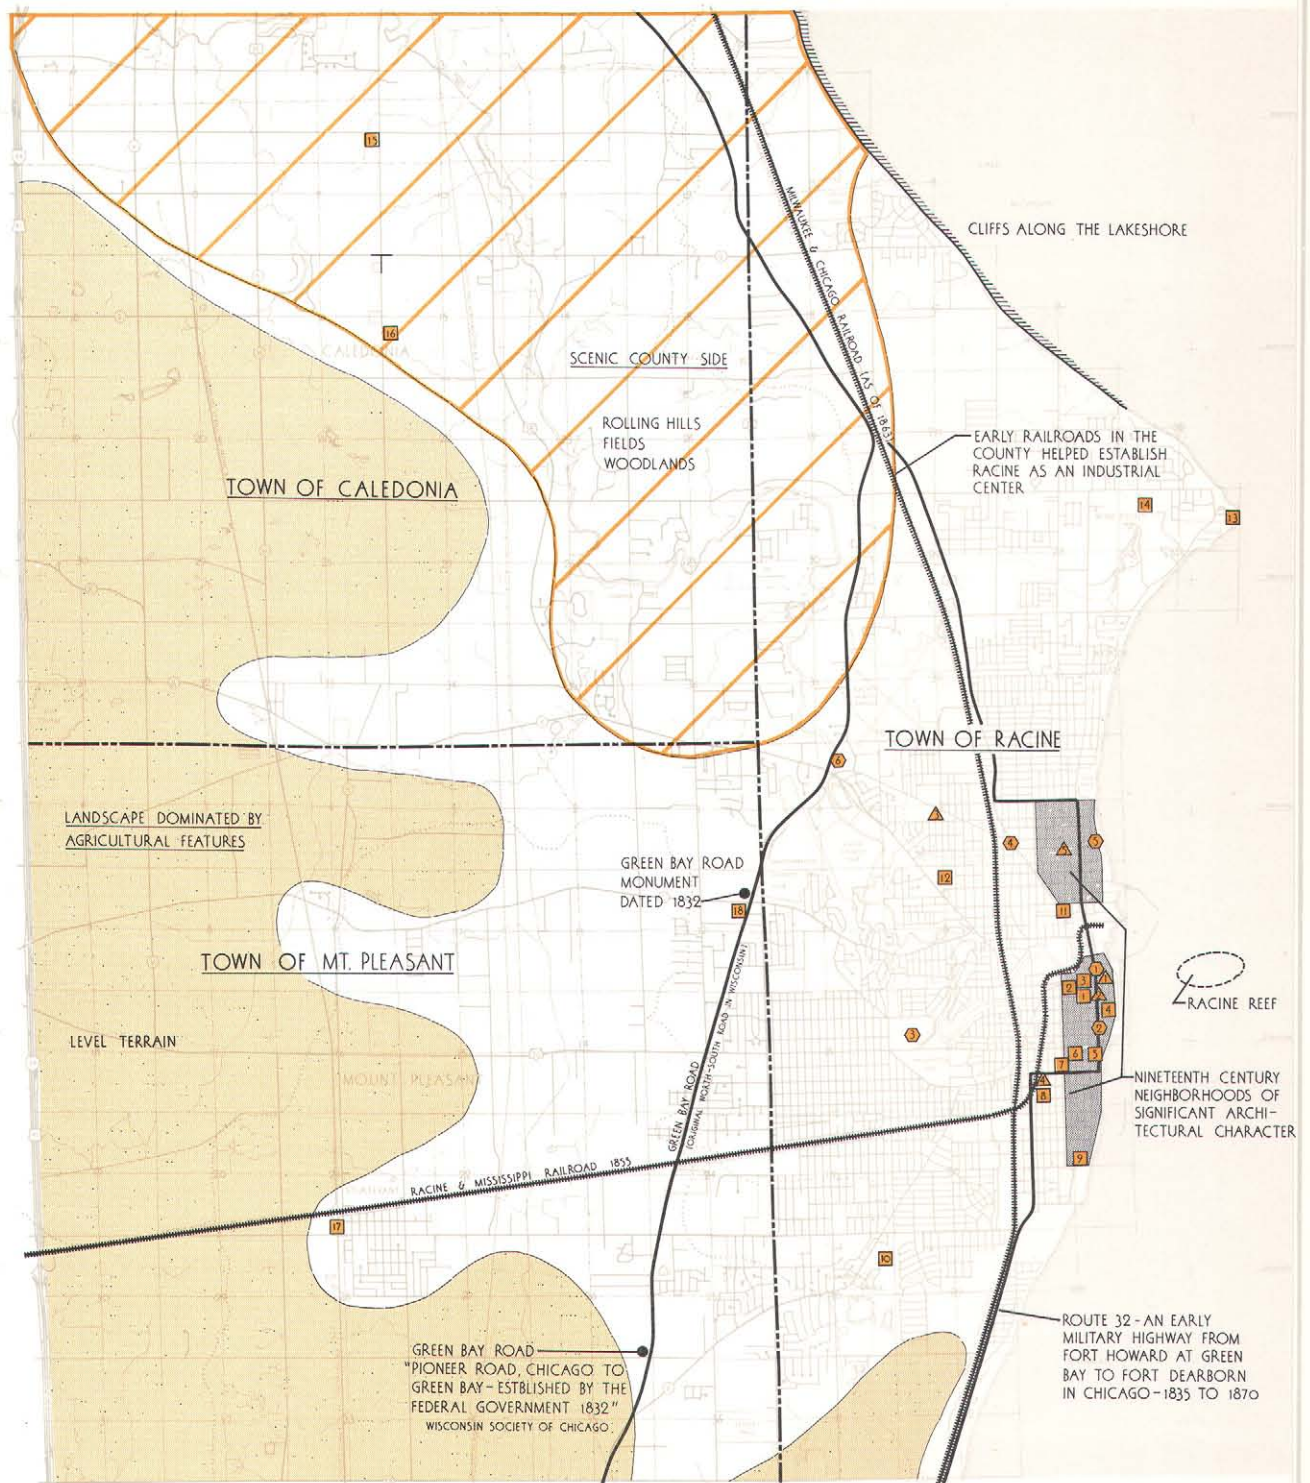 15
CLIFFS ALONG THE LAKESHORE
MILWAUKEE & CHICAGO RAILROAD (AS OF 1863)
16
CALEDONIA
SCENIC COUNTY SIDE
ROLLING HILLS
FIELDS
WOODLANDS
EARLY RAILROADS IN THE
COUNTY HELPED ESTABLISH
RACINE AS AN INDUSTRIAL
CENTER
TOWN OF CALEDONIA
14
13
TOWN OF RACINE
6
LANDSCAPE DOMINATED BY
AGRICULTURAL FEATURES
3
4
5
5
GREEN BAY ROAD
MONUMENT
DATED 1832
12
18
11
TOWN OF MT. PLEASANT
1
3
2
1
4
RACINE REEF
LEVEL TERRAIN
3
2
6
5
7
MOUNT PLEASANT
GREEN BAY ROAD
(ORIGINAL NORTH-SOUTH ROAD IN WISCONSIN)
4
8
NINETEENTH CENTURY
NEIGHBORHOODS OF
SIGNIFICANT ARCHI-
TECTURAL CHARACTER
9
RACINE & MISSISSIPPI RAILROAD 1855
17
10
GREEN BAY ROAD
"PIONEER ROAD, CHICAGO TO
GREEN BAY - ESTBLISHED BY THE
FEDERAL GOVERNMENT 1832"
WISCONSIN SOCIETY OF CHICAGO
ROUTE 32 - AN EARLY
MILITARY HIGHWAY FROM
FORT HOWARD AT GREEN
BAY TO FORT DEARBORN
IN CHICAGO - 1835 TO 1870